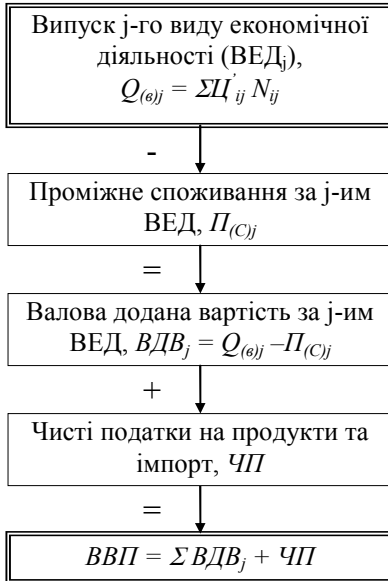 Випуск j-го виду економічної
діяльності (ВЕДj),
Q(в)j = ΣЦ'ij Nij
-
Проміжне споживання за j-им
ВЕД, П(С)j
=
Валова додана вартість за j-им
ВЕД, ВДВj = Q(в)j –П(С)j
+
Чисті податки на продукти та
імпорт, ЧП
=
ВВП = Σ ВДВj + ЧП